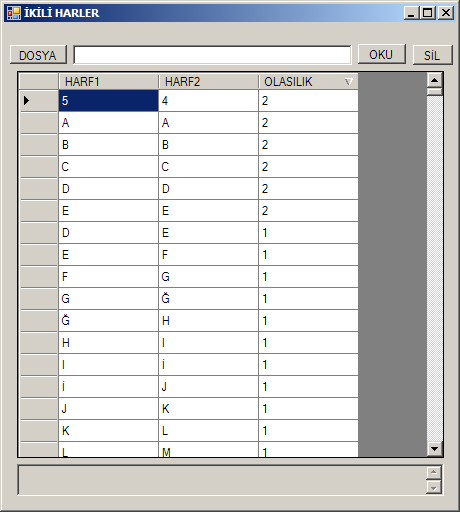 İKİLİ HARLER
DOSYA OKU SİL
HARF1 HARF2 OLASILIK
5 4 2
A A 2
B B 2
C C 2
D D 2
E E 2
D E 1
E F 1
F G 1
G Ğ 1
Ğ H 1
H I 1
I İ 1
İ J 1
J K 1
K L 1
L M 1